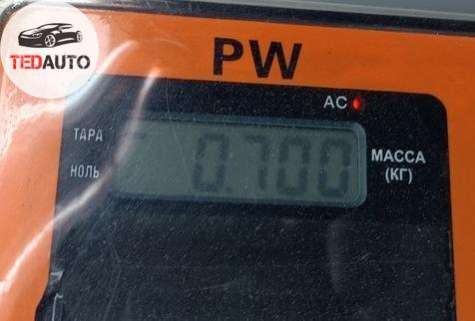 TEDAUTO
PW
AC
ТАРА
НОЛЬ
0.700
МАССА
(КГ)